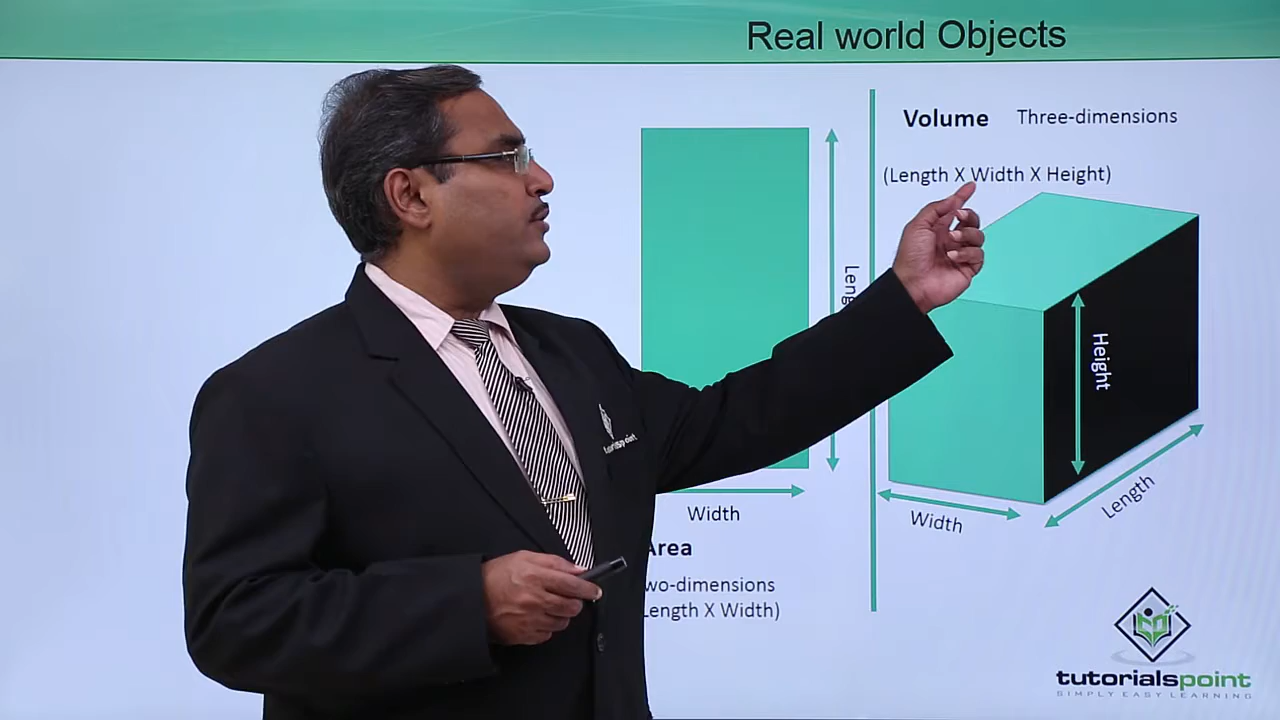 Real world Objects
Volume Three-dimensions
(Length X Width X Height)
Height
Width
Length
Width
Area
wo-dimensions
Length X Width)
tutorialspoint
SIMPLY EASY LEARNING